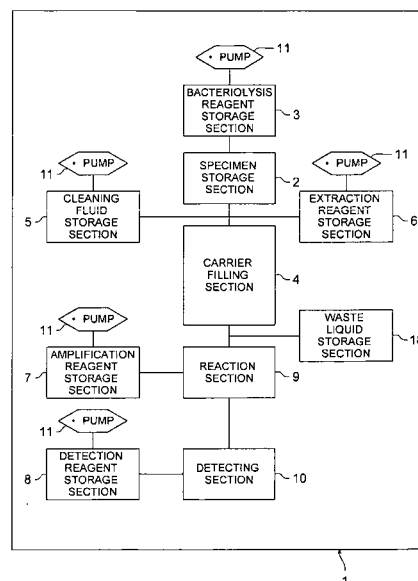 PUMP
11
BACTERIOLYSIS
REAGENT
STORAGE
SECTION
3
SPECIMEN
STORAGE
SECTION
2
PUMP
11
CLEANING
FLUID
STORAGE
SECTION
5
PUMP
11
EXTRACTION
REAGENT
STORAGE
SECTION
6
CARRIER
FILLING
SECTION
4
PUMP
11
AMPLIFICATION
REAGENT
STORAGE
SECTION
7
REACTION
SECTION
9
WASTE
LIQUID
STORAGE
SECTION
PUMP
11
DETECTION
REAGENT
STORAGE
SECTION
8
DETECTING
SECTION
10
1